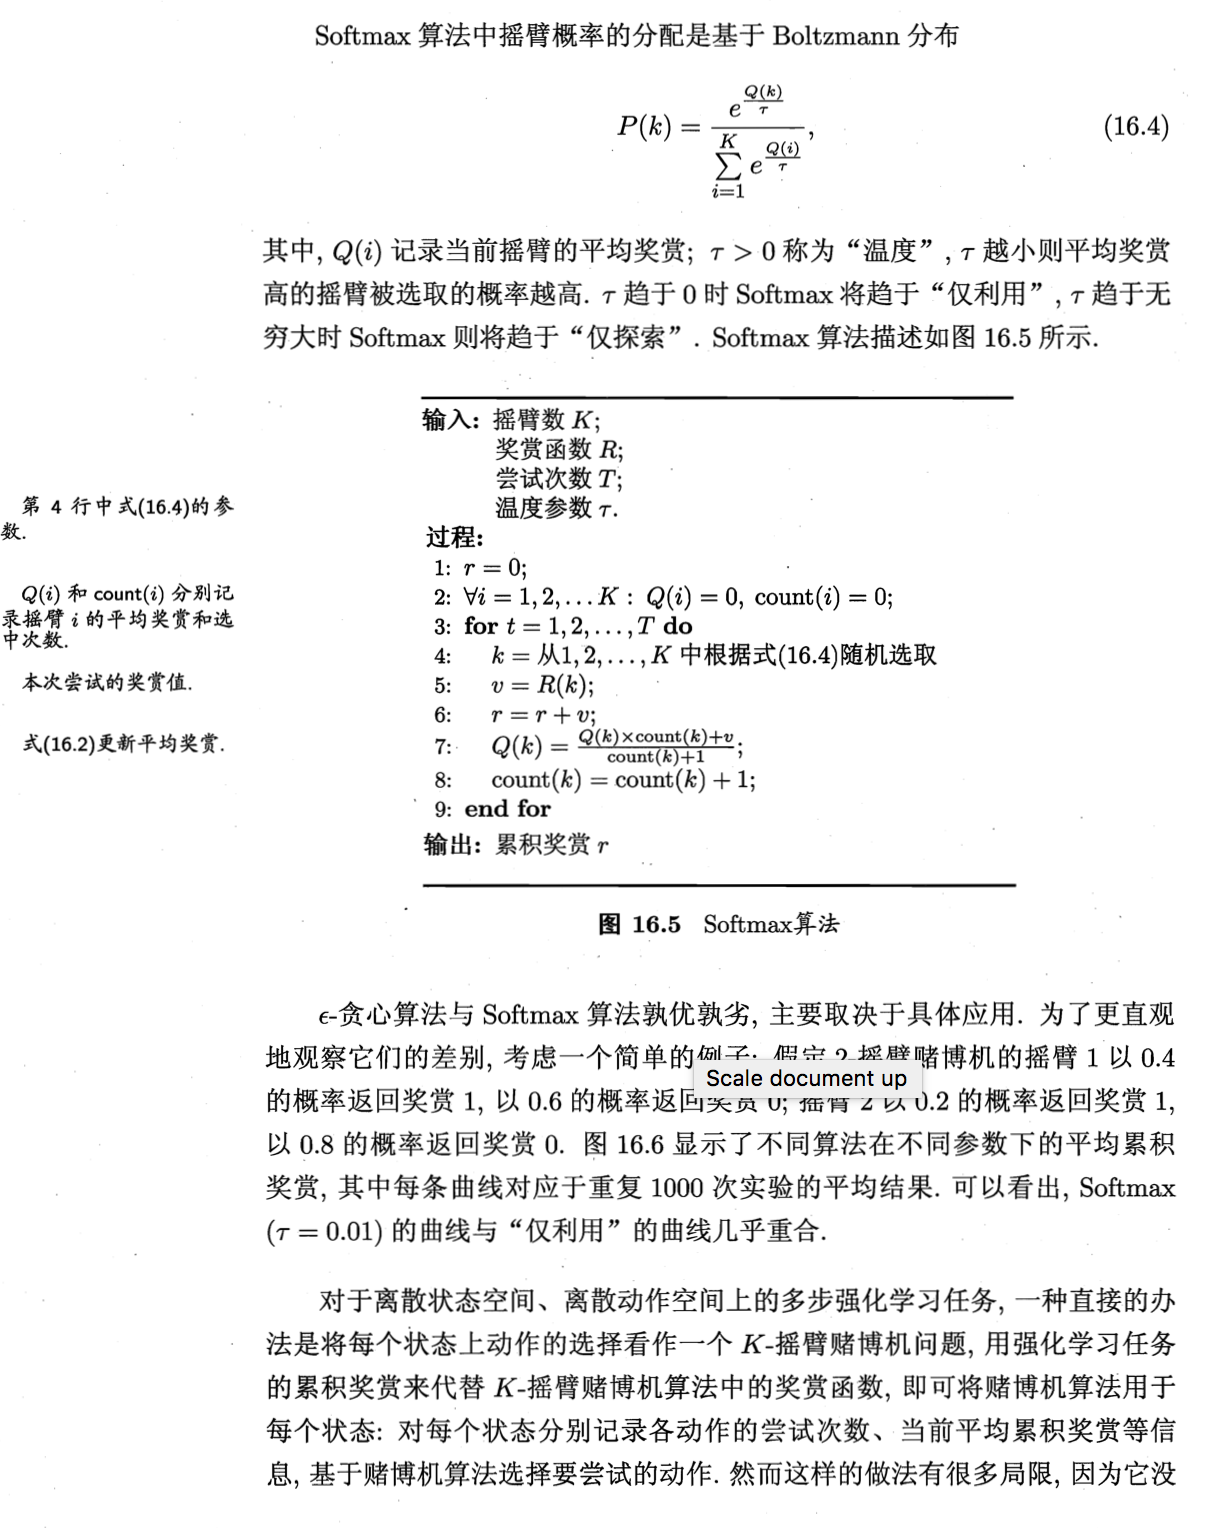 Softmax 算法中摇臂概率的分配是基于 Boltzmann 分布
P(k) = e^{Q(k)/τ} / ∑_{i=1}^{K} e^{Q(i)/τ}, (16.4)
其中, Q(i) 记录当前摇臂的平均奖赏; τ > 0 称为“温度”, τ 越小则平均奖赏
高的摇臂被选取的概率越高. τ 趋于 0 时 Softmax 将趋于“仅利用”, τ 趋于无
穷大时 Softmax 则将趋于“仅探索”. Softmax 算法描述如图 16.5 所示.
输入: 摇臂数 K;
奖赏函数 R;
尝试次数 T;
温度参数 τ.
过程:
1: r = 0;
2: ∀i = 1, 2, ... K : Q(i) = 0, count(i) = 0;
3: for t = 1, 2, ..., T do
4: k = 从1, 2, ..., K 中根据式(16.4)随机选取
5: v = R(k);
6: r = r + v;
7: Q(k) = Q(k)×count(k)+v / count(k)+1;
8: count(k) = count(k) + 1;
9: end for
输出: 累积奖赏 r
第 4 行中式(16.4)的参
数.
Q(i) 和 count(i) 分别记
录摇臂 i 的平均奖赏和选
中次数.
本次尝试的奖赏值.
式(16.2)更新平均奖赏.
图 16.5 Softmax算法
ϵ-贪心算法与 Softmax 算法孰优孰劣, 主要取决于具体应用. 为了更直观
地观察它们的差别, 考虑一个简单的例子: 假定 2-摇臂赌博机的摇臂 1 以 0.4
Scale document up
的概率返回奖赏 1, 以 0.6 的概率返回奖赏 0; 摇臂 2 以 0.2 的概率返回奖赏 1,
以 0.8 的概率返回奖赏 0. 图 16.6 显示了不同算法在不同参数下的平均累积
奖赏, 其中每条曲线对应于重复 1000 次实验的平均结果. 可以看出, Softmax
(τ = 0.01) 的曲线与“仅利用”的曲线几乎重合.
对于离散状态空间、离散动作空间上的多步强化学习任务, 一种直接的办
法是将每个状态上动作的选择看作一个 K-摇臂赌博机问题, 用强化学习任务
的累积奖赏来代替 K-摇臂赌博机算法中的奖赏函数, 即可将赌博机算法用于
每个状态: 对每个状态分别记录各动作的尝试次数、当前平均累积奖赏等信
息, 基于赌博机算法选择要尝试的动作. 然而这样的做法有很多局限, 因为它没